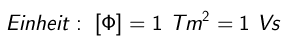 Einheit : [Φ] = 1 Tm² = 1 Vs